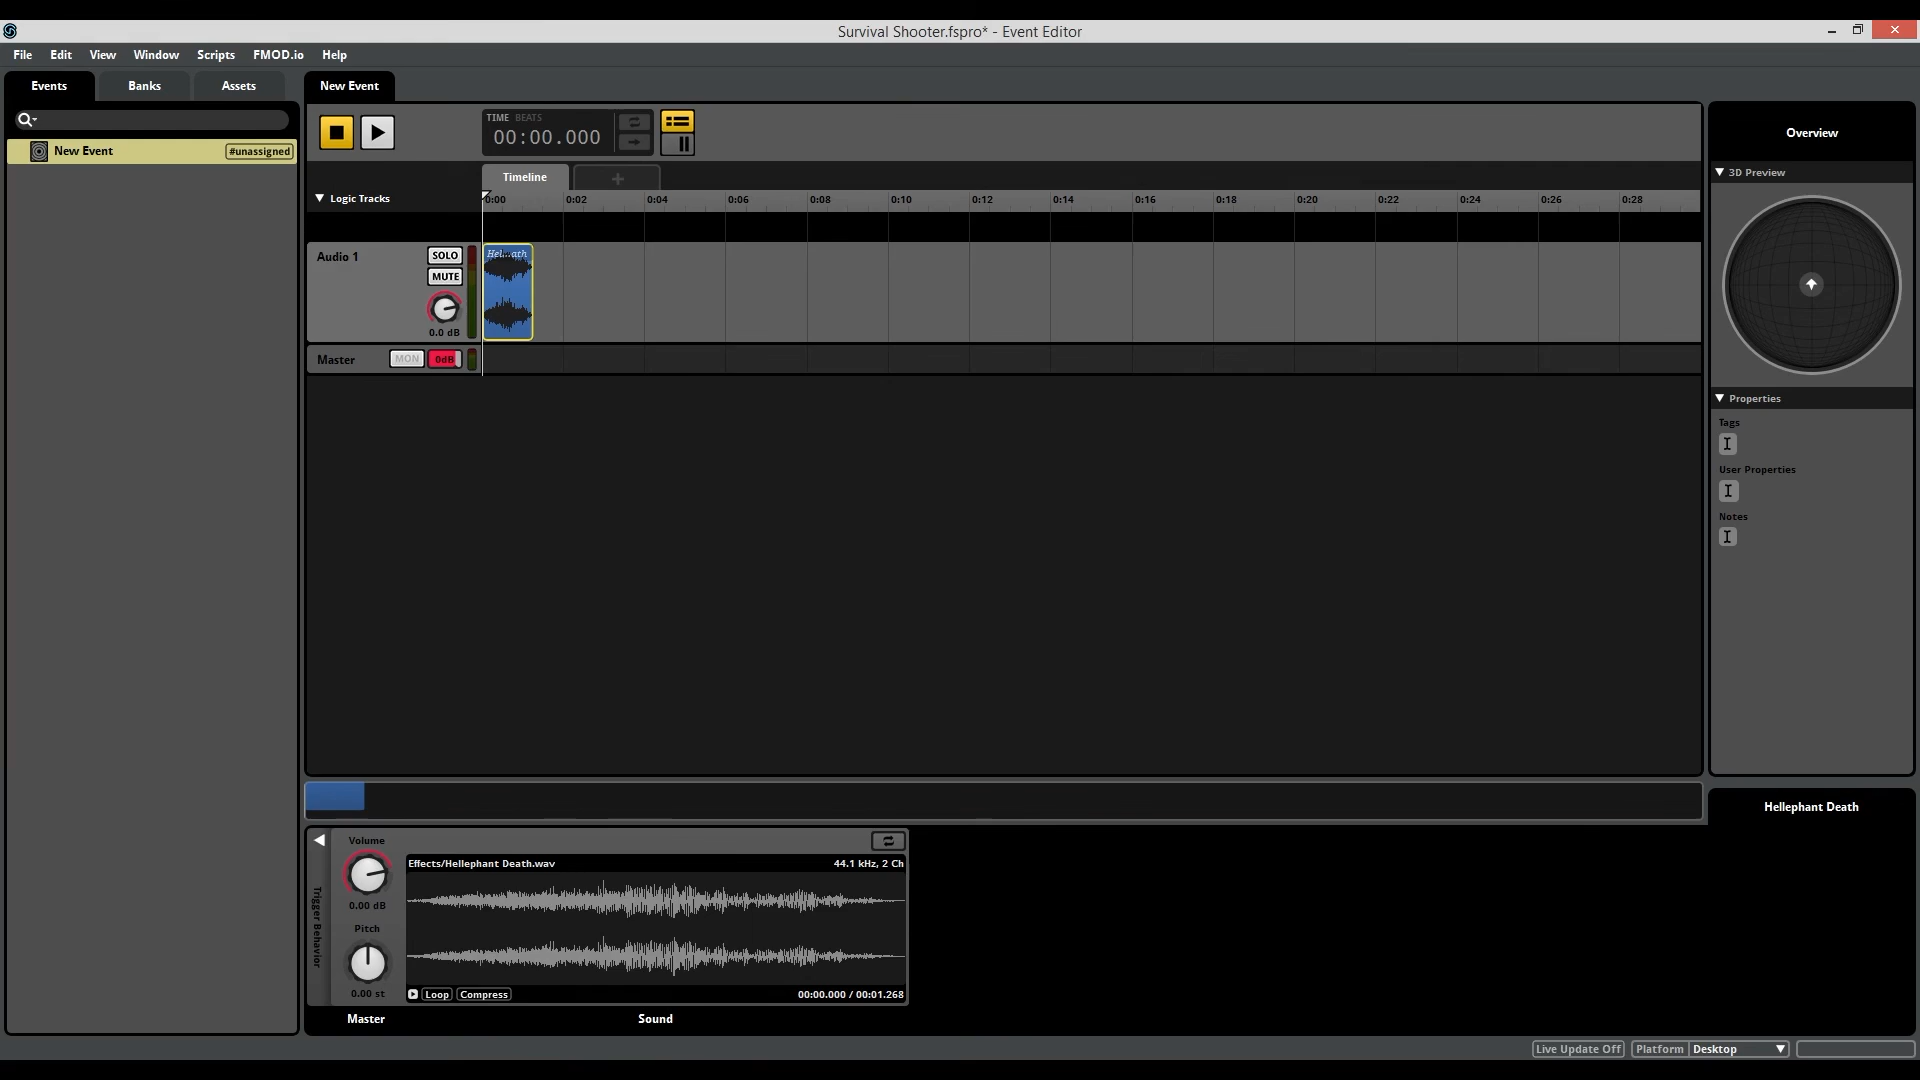 Survival Shooter.fspro* - Event Editor
File Edit View Window Scripts FMOD.io Help
Events Banks Assets New Event
TIME BEATS
00:00.000
Overview
New Event #unassigned
3D Preview
Timeline +
Logic Tracks 0:00 0:02 0:04 0:06 0:08 0:10 0:12 0:14 0:16 0:18 0:20 0:22 0:24 0:26 0:28
Audio 1 SOLO Hel...ath
MUTE
0.0 dB
Master MON 0dB
Properties
Tags
User Properties
Notes
Hellephant Death
Volume
Effects/Hellephant Death.wav 44.1 kHz, 2 Ch
0.00 dB
Trigger Behavior
Pitch
0.00 st Loop Compress 00:00.000 / 00:01.268
Master Sound
Live Update Off Platform Desktop